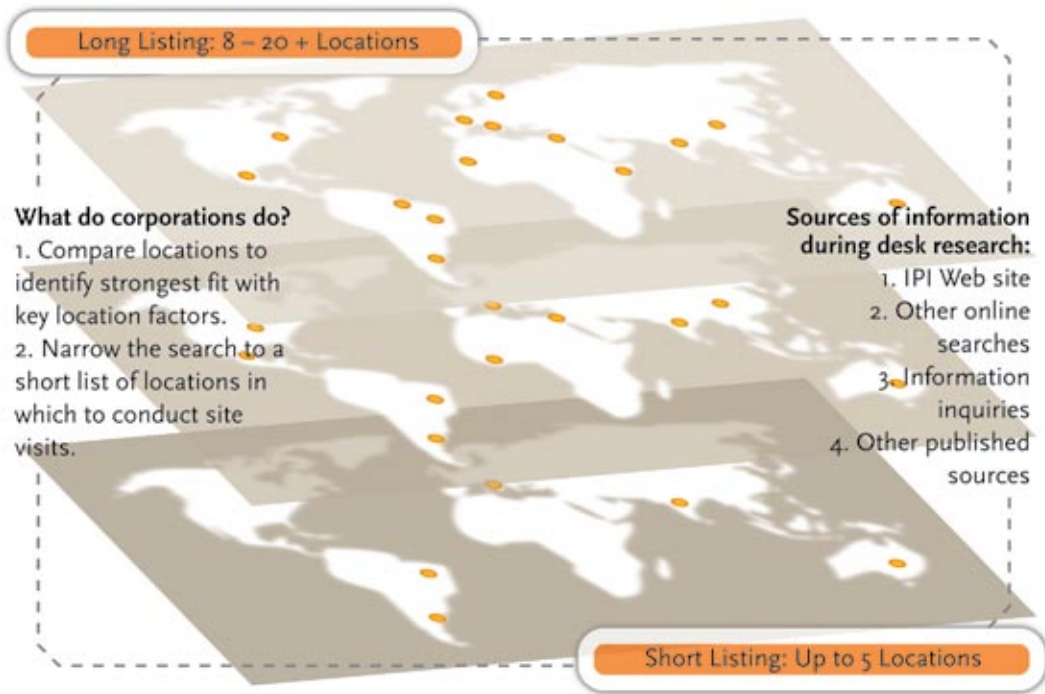 Long Listing: 8 – 20 + Locations
What do corporations do?
1. Compare locations to
identify strongest fit with
key location factors.
2. Narrow the search to a
short list of locations in
which to conduct site
visits.
Sources of information
during desk research:
1. IPI Web site
2. Other online
searches
3. Information
inquiries
4. Other published
sources
Short Listing: Up to 5 Locations